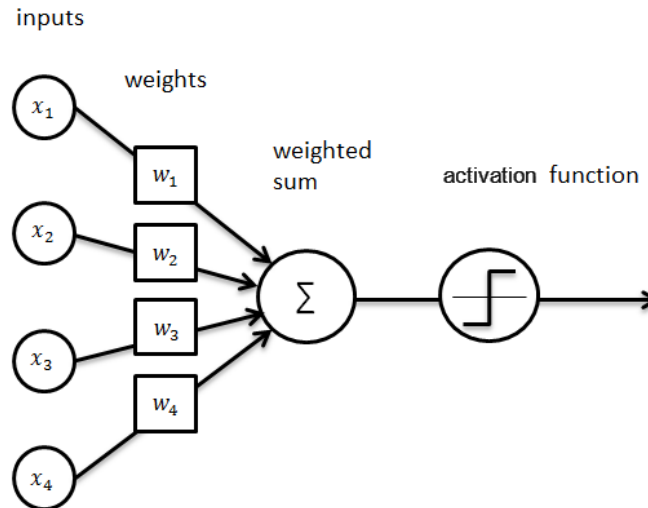 inputs
weights
x₁
w₁
weighted
sum
activation function
x₂
w₂
Σ
x₃
w₃
w₄
x₄